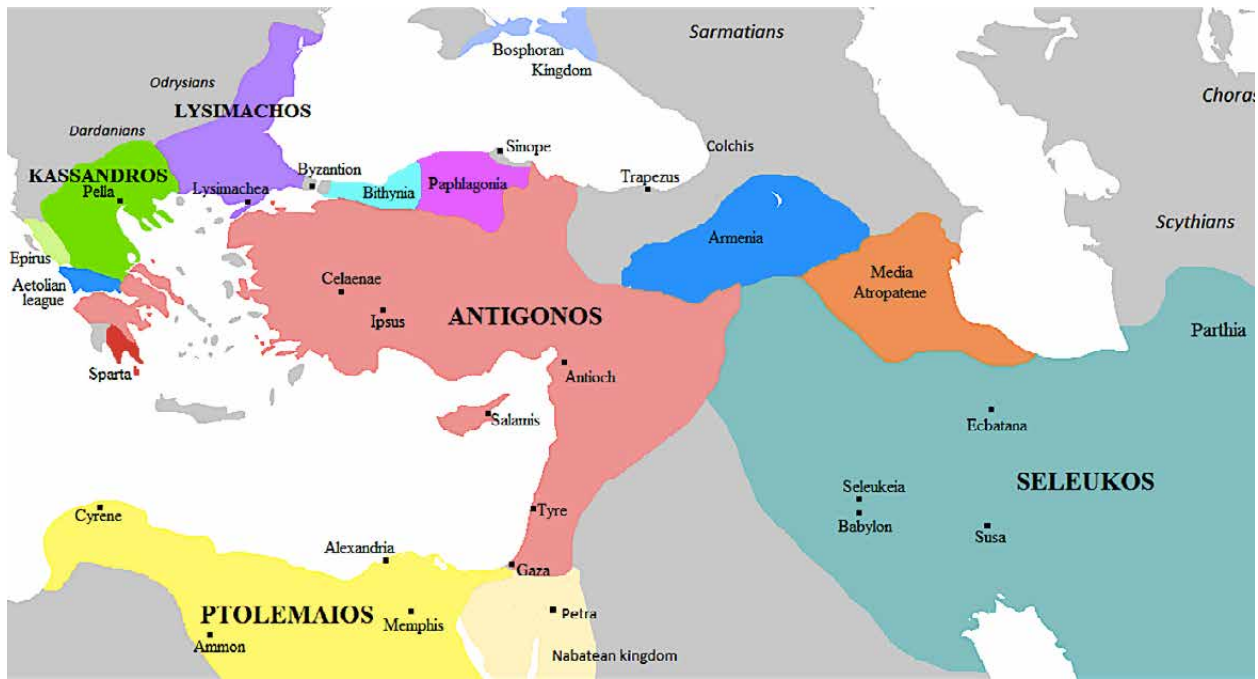 Sarmatians
Bosphoran
Kingdom
Odrysians
LYSIMACHOS
Choras
Dardanians
Colchis
Sinope
KASSANDROS
Byzantion
Pella
Lysimachea
Bithynia
Paphlagonia
Trapezus
Scythians
Armenia
Epirus
Media
Atropatene
Aetolian
league
Celaenae
Ipsus
ANTIGONOS
Parthia
Sparta
Antioch
Salamis
Ecbatana
Seleukeia
SELEUKOS
Babylon
Susa
Cyrene
Tyre
Alexandria
Gaza
PTOLEMAIOS
Memphis
Petra
Ammon
Nabatean kingdom